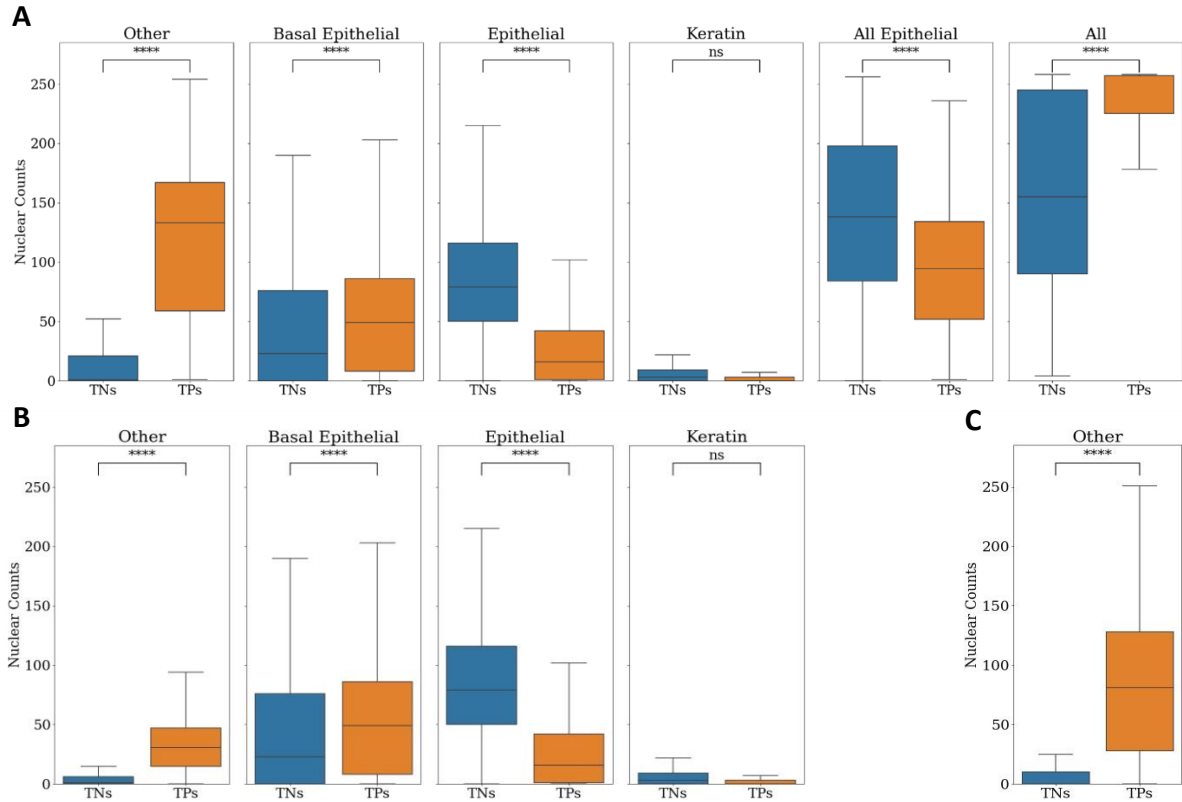 A
Other
Basal Epithelial
Epithelial
Keratin
All Epithelial
All
****
****
****
ns
****
****
Nuclear Counts
250
200
150
100
50
0
TNs TPs
TNs TPs
TNs TPs
TNs TPs
TNs TPs
TNs TPs
B
Other
Basal Epithelial
Epithelial
Keratin
****
****
****
ns
Nuclear Counts
250
200
150
100
50
0
TNs TPs
TNs TPs
TNs TPs
TNs TPs
C
Other
****
Nuclear Counts
250
200
150
100
50
0
TNs TPs